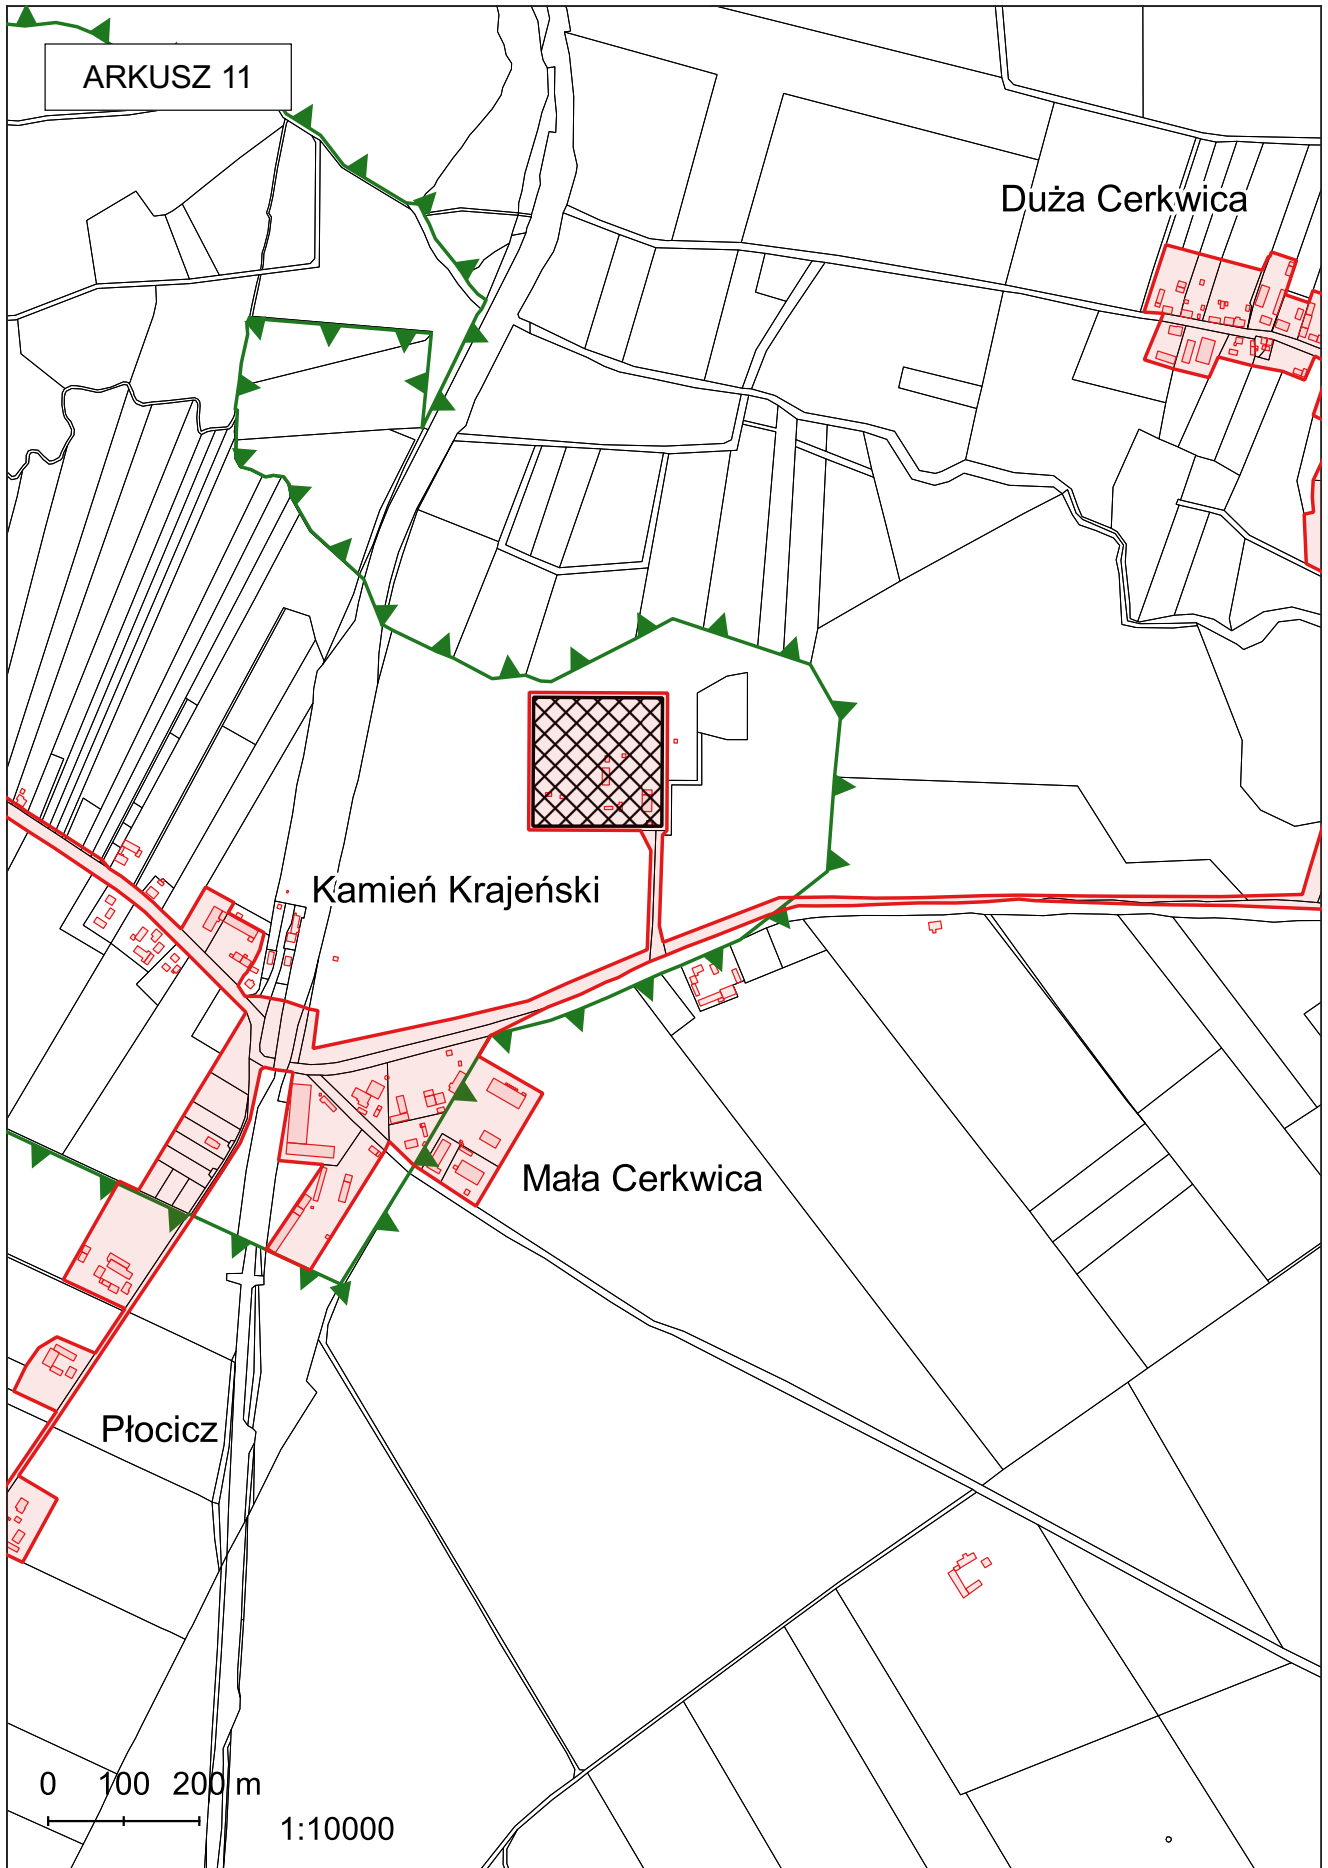 ARKUSZ 11
Duża Cerkwica
Kamień Krajeński
Mała Cerkwica
Płocicz
0 100 200 m
1:10000